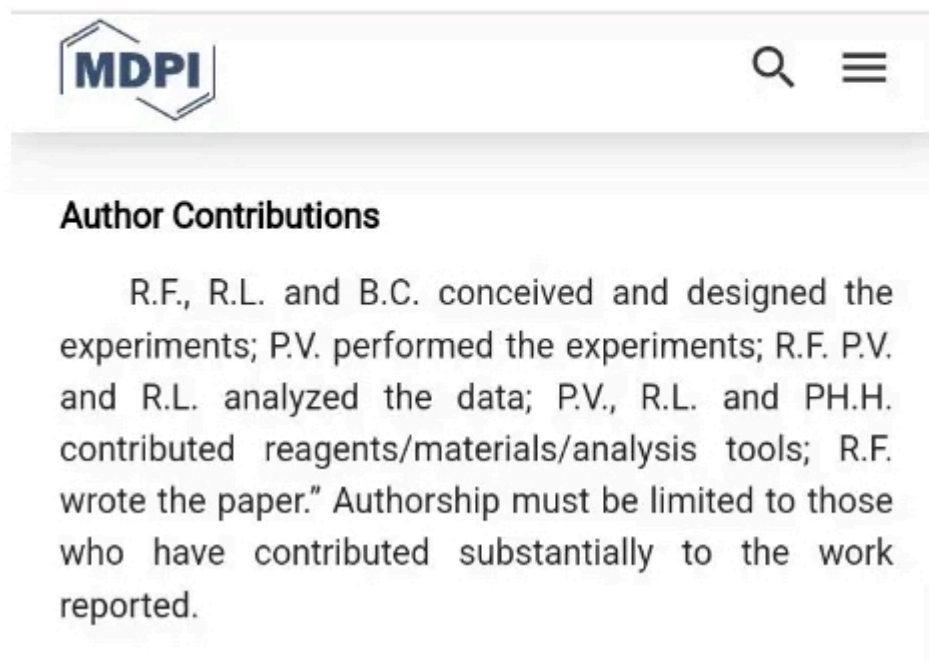 MDPI
Author Contributions
R.F., R.L. and B.C. conceived and designed the
experiments; P.V. performed the experiments; R.F. P.V.
and R.L. analyzed the data; P.V., R.L. and PH.H.
contributed reagents/materials/analysis tools; R.F.
wrote the paper.” Authorship must be limited to those
who have contributed substantially to the work
reported.